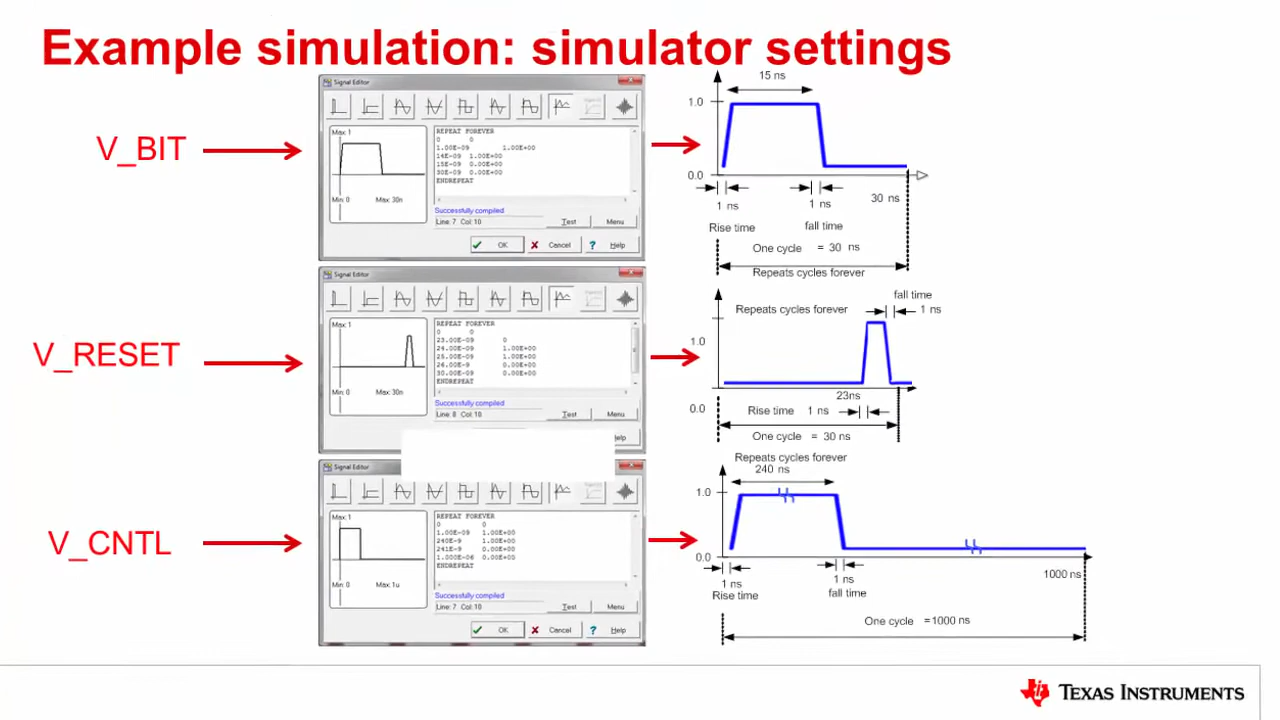 Example simulation: simulator settings
V_BIT
Signal Editor
Max: 1
Min: 0 Max: 30n
REPEAT FOREVER
0 0
1.00E-09 1.00E+00
14E-09 1.00E+00
15E-09 0.00E+00
30E-09 0.00E+00
ENDREPEAT
Successfully compiled
Line: 7 Col: 10 Test Menu
OK Cancel ? Help
15 ns
1.0
0.0
1 ns 1 ns 30 ns
Rise time fall time
One cycle = 30 ns
Repeats cycles forever
V_RESET
Signal Editor
Max: 1
Min: 0 Max: 30n
REPEAT FOREVER
0 0
23.00E-09 0
24.00E-09 1.00E+00
25.00E-09 1.00E+00
26.00E-9 0.00E+00
30.00E-09 0.00E+00
ENDREPEAT
Successfully compiled
Line: 8 Col: 10 Test Menu
fall time
Repeats cycles forever 1 ns
1.0
23ns
0.0 Rise time 1 ns
One cycle = 30 ns
V_CNTL
Signal Editor
Max: 1
Min: 0 Max: 1u
REPEAT FOREVER
0 0
1.00E-09 1.00E+00
240E-9 1.00E+00
241E-9 0.00E+00
1.000E-06 0.00E+00
ENDREPEAT
Successfully compiled
Line: 7 Col: 10 Test Menu
OK Cancel ? Help
Repeats cycles forever
240 ns
1.0
0.0
1 ns 1 ns 1000 ns
Rise time fall time
One cycle =1000 ns
TEXAS INSTRUMENTS